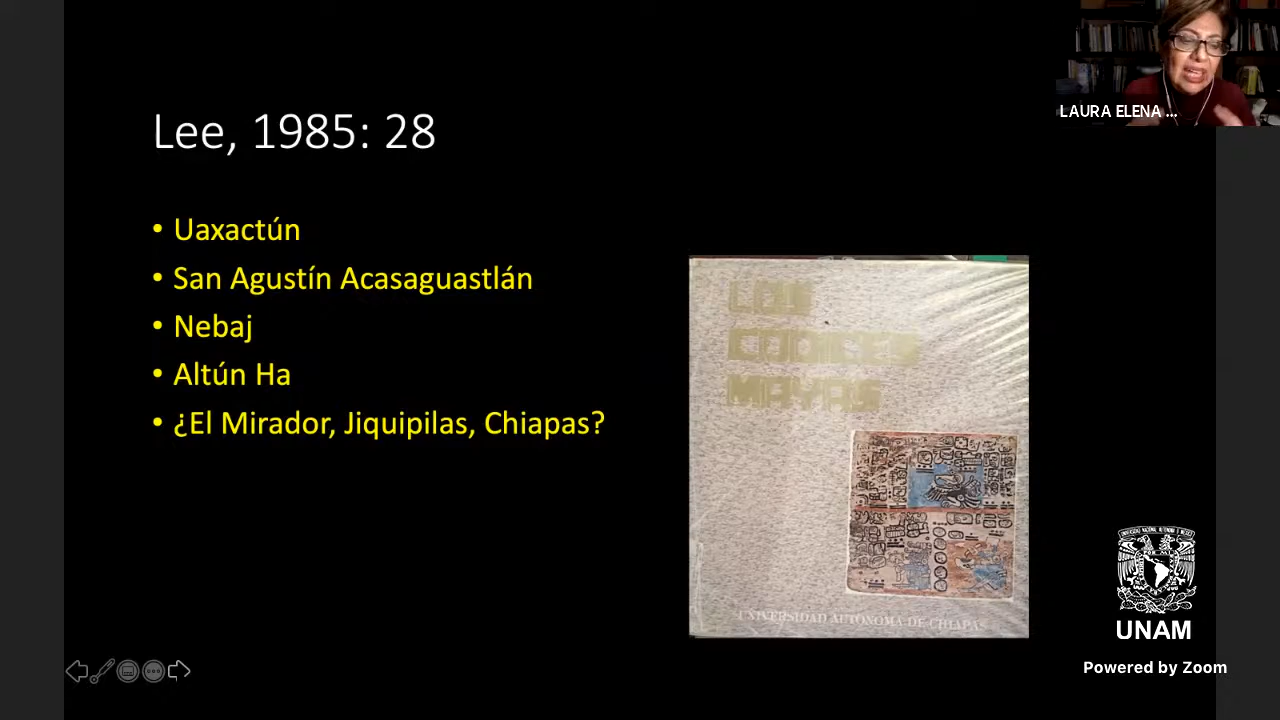 LAURA ELENA ...
Lee, 1985: 28
• Uaxactún
• San Agustín Acasaguastlán
• Nebaj
• Altún Ha
• ¿El Mirador, Jiquipilas, Chiapas?
LOS
CODICES
MAYAS
UNIVERSIDAD AUTÓNOMA DE CHIAPAS
UNAM
Powered by Zoom